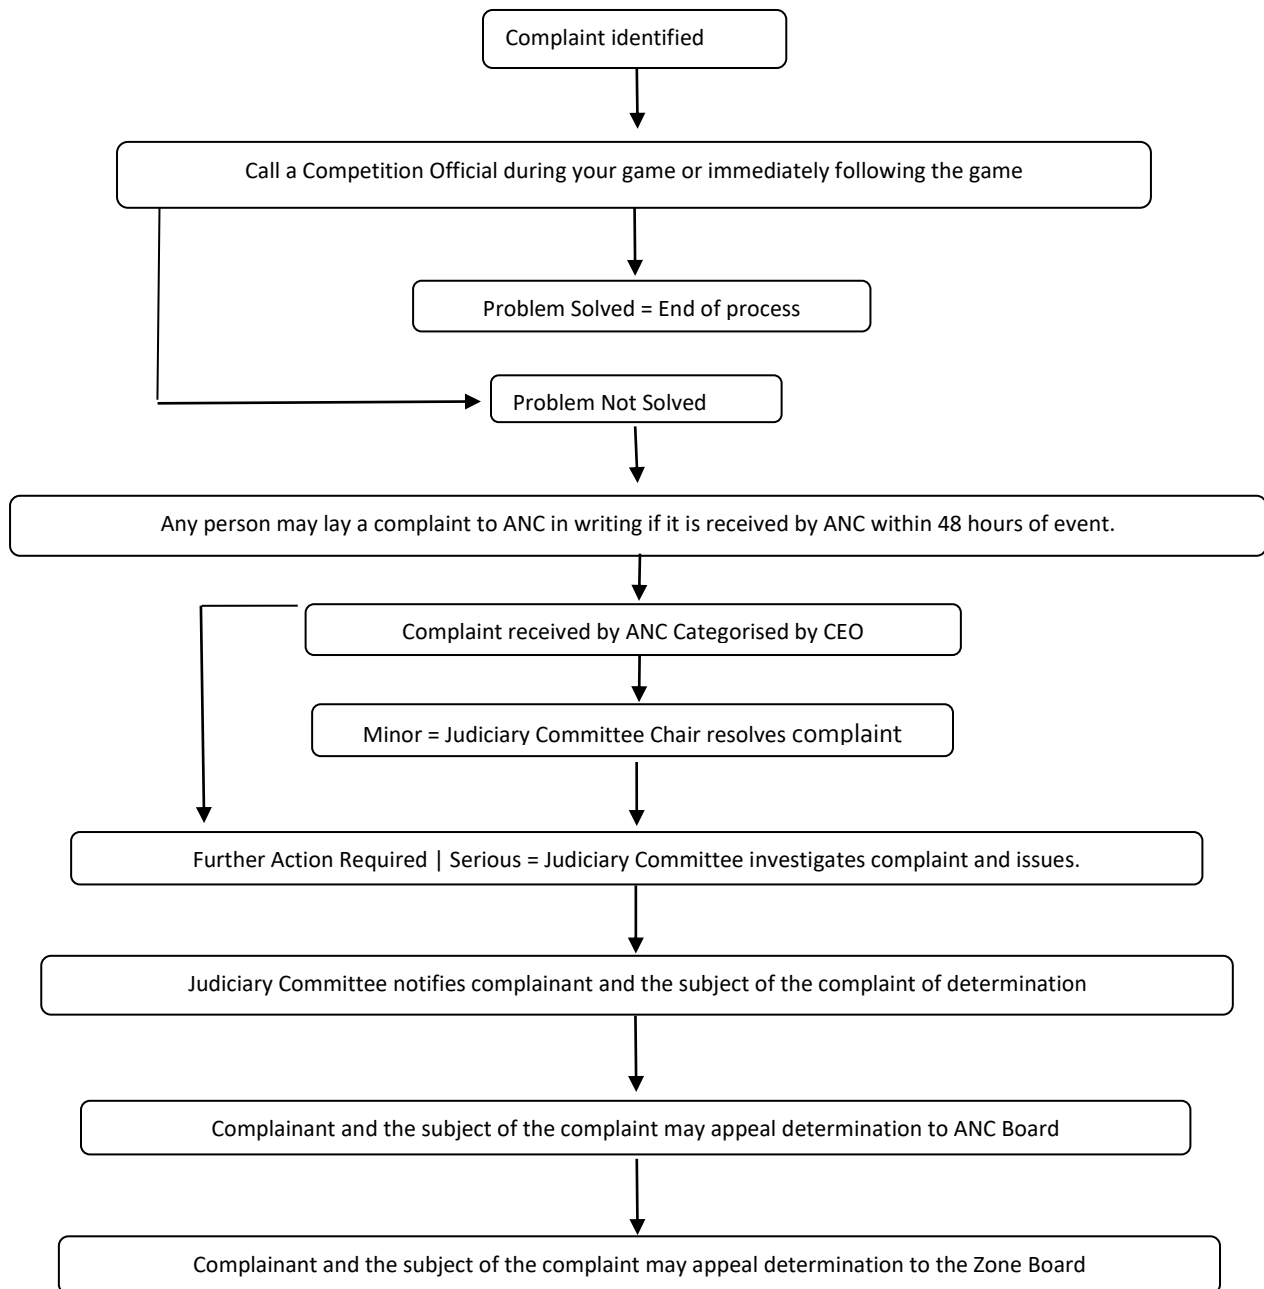 Complaint identified
Call a Competition Official during your game or immediately following the game
Problem Solved = End of process
Problem Not Solved
Any person may lay a complaint to ANC in writing if it is received by ANC within 48 hours of event.
Complaint received by ANC Categorised by CEO
Minor = Judiciary Committee Chair resolves complaint
Further Action Required | Serious = Judiciary Committee investigates complaint and issues.
Judiciary Committee notifies complainant and the subject of the complaint of determination
Complainant and the subject of the complaint may appeal determination to ANC Board
Complainant and the subject of the complaint may appeal determination to the Zone Board